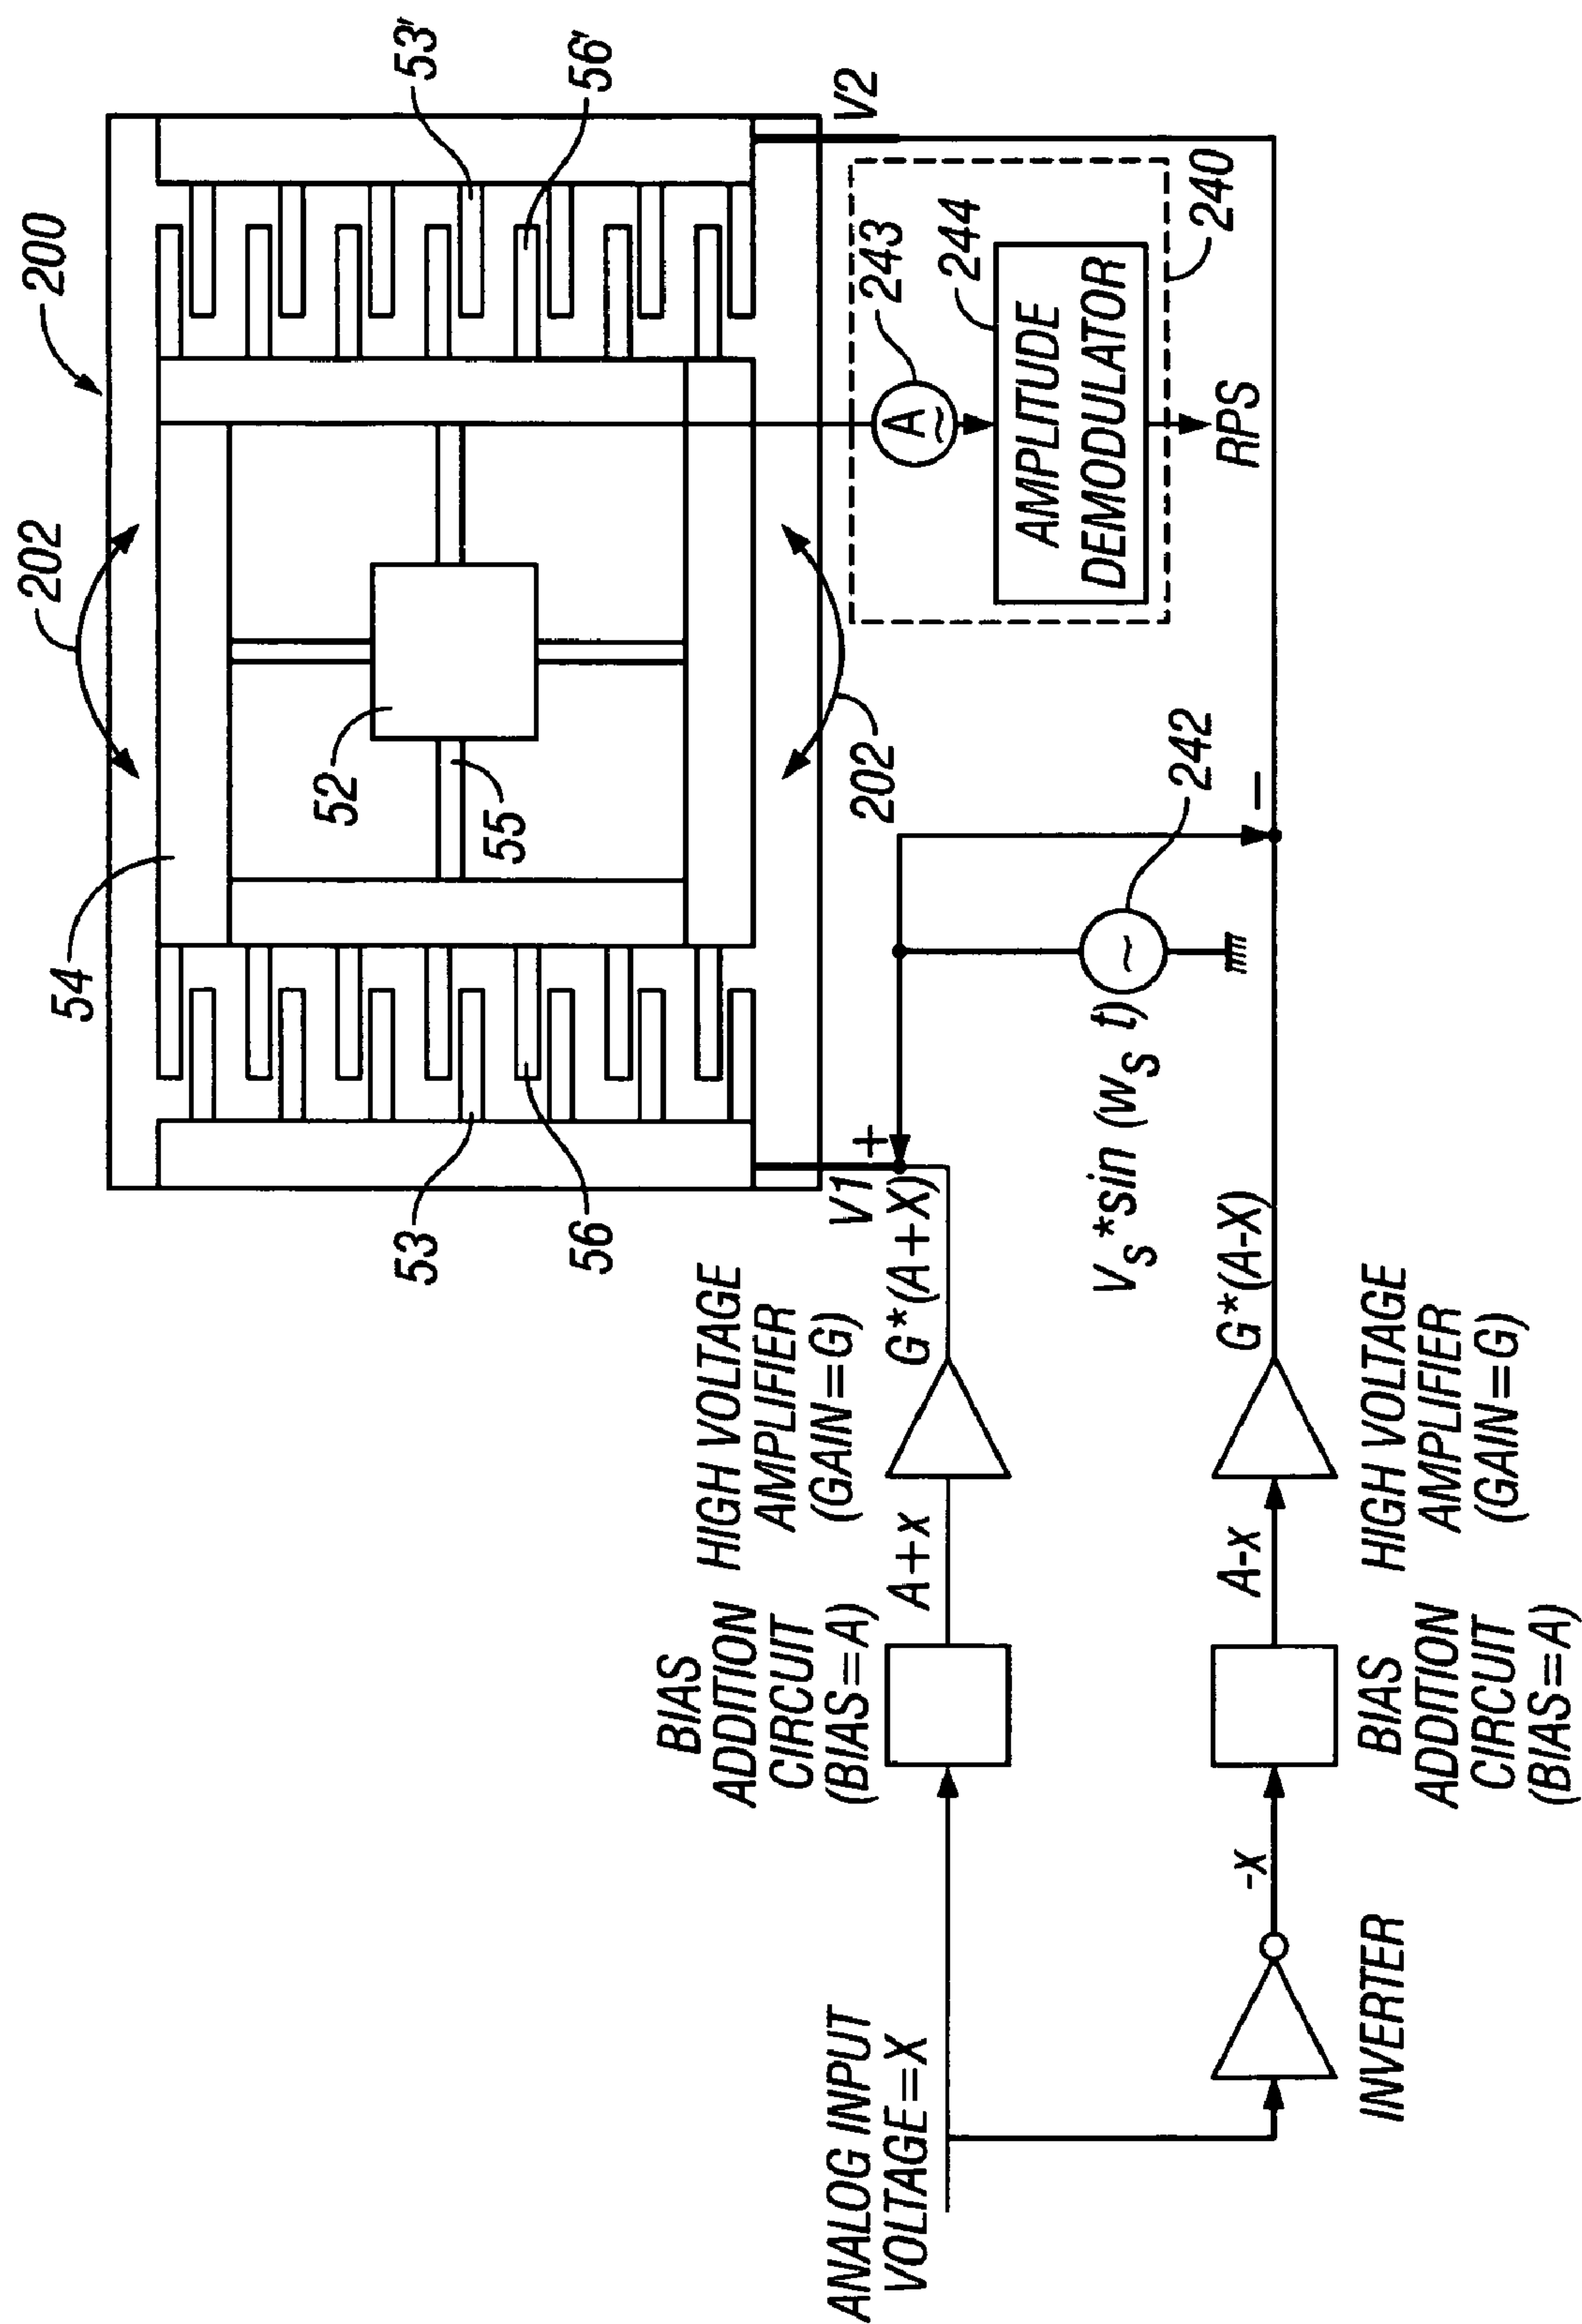 200
202
53'
56'
V2
54
52
55
243
244
240
AMPLITUDE
DEMODULATOR
A
~
RPS
202
53
56
V1
+
-
242
~
V_s*sin (w_s t)
HIGH VOLTAGE
AMPLIFIER
(GAIN=G)
G*(A+X)
BIAS
ADDITION
CIRCUIT
(BIAS=A)
A+x
ANALOG INPUT
VOLTAGE=X
G*(A-X)
A-x
-x
INVERTER
BIAS
ADDITION
CIRCUIT
(BIAS=A)
HIGH VOLTAGE
AMPLIFIER
(GAIN=G)